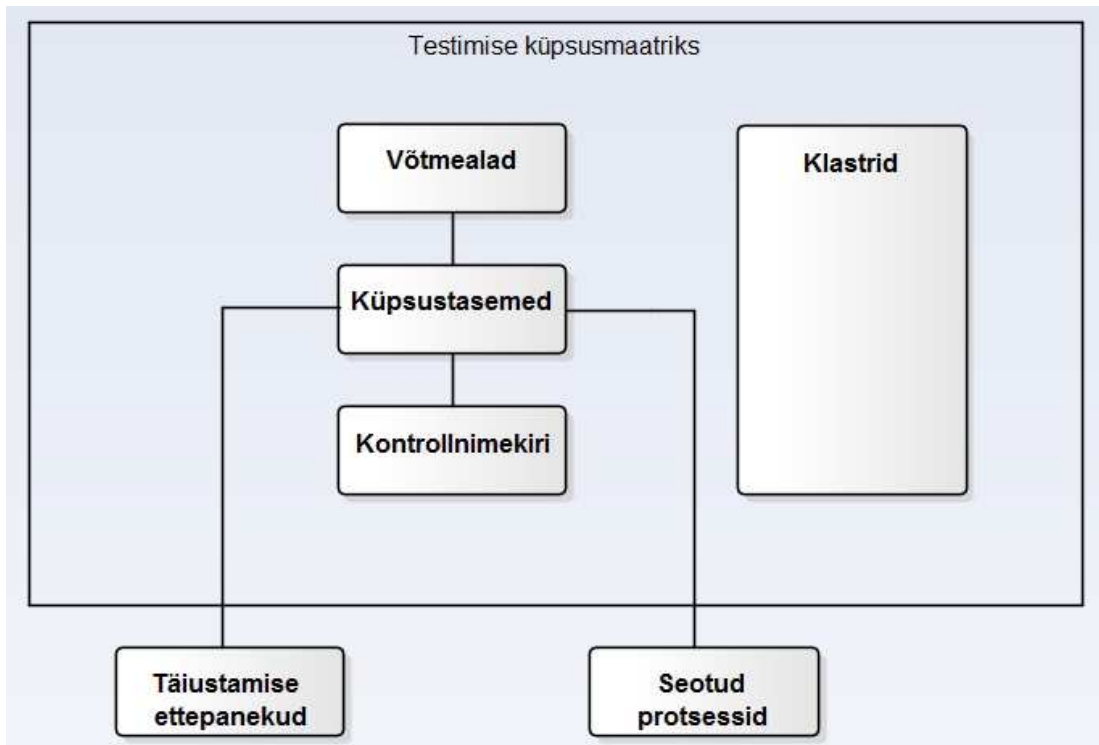 Testimise küpsusmaatriks
Võtmealad
Klastrid
Küpsustasemed
Kontrollnimekiri
Täiustamise
ettepanekud
Seotud
protsessid